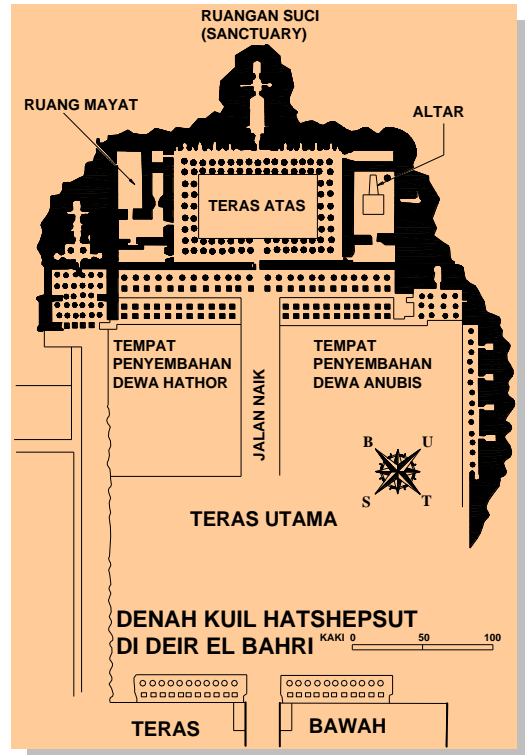 RUANGAN SUCI
(SANCTUARY)
RUANG MAYAT
ALTAR
TERAS ATAS
TEMPAT
PENYEMBAHAN
DEWA HATHOR
TEMPAT
PENYEMBAHAN
DEWA ANUBIS
JALAN NAIK
B U
S T
TERAS UTAMA
DENAH KUIL HATSHEPSUT
DI DEIR EL BAHRI
KAKI 0 50 100
TERAS BAWAH